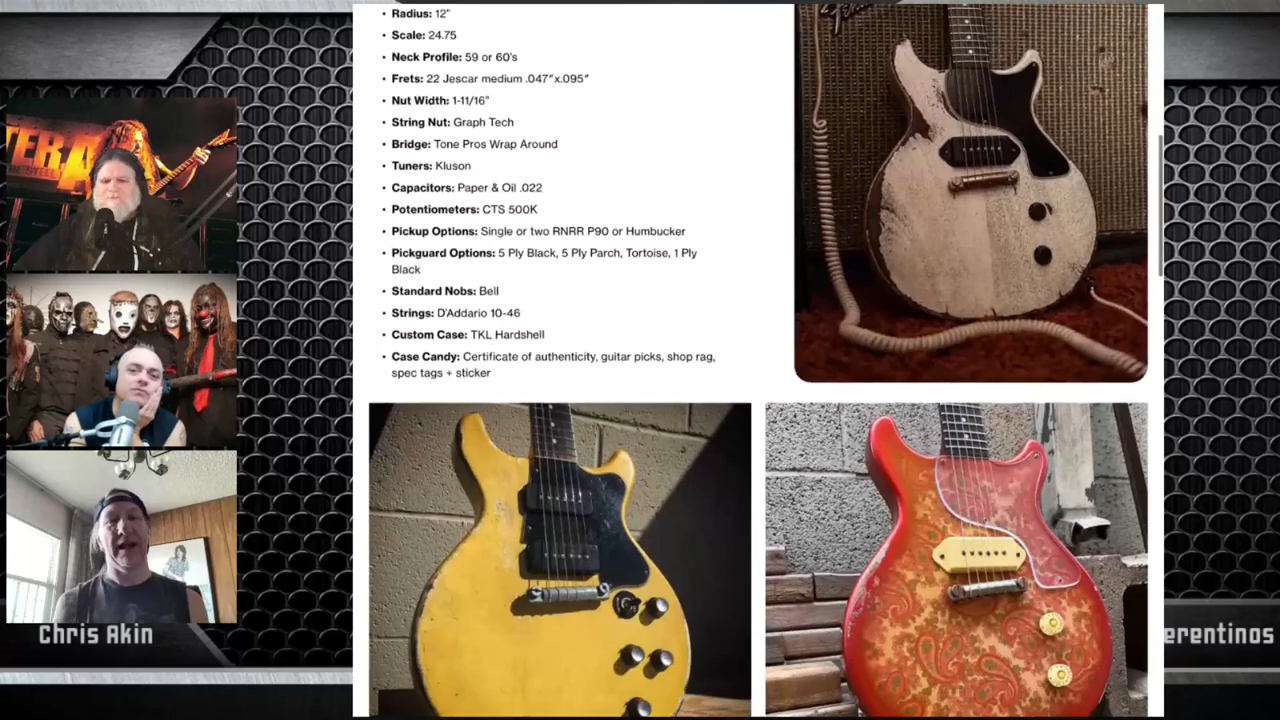 • Radius: 12”
• Scale: 24.75
• Neck Profile: 59 or 60's
• Frets: 22 Jescar medium .047”x.095”
• Nut Width: 1-11/16”
• String Nut: Graph Tech
• Bridge: Tone Pros Wrap Around
• Tuners: Kluson
• Capacitors: Paper & Oil .022
• Potentiometers: CTS 500K
• Pickup Options: Single or two RNRR P90 or Humbucker
• Pickguard Options: 5 Ply Black, 5 Ply Parch, Tortoise, 1 Ply
Black
• Standard Nobs: Bell
• Strings: D'Addario 10-46
• Custom Case: TKL Hardshell
• Case Candy: Certificate of authenticity, guitar picks, shop rag,
spec tags + sticker
Fender
TERA
Chris Akin
erentinos